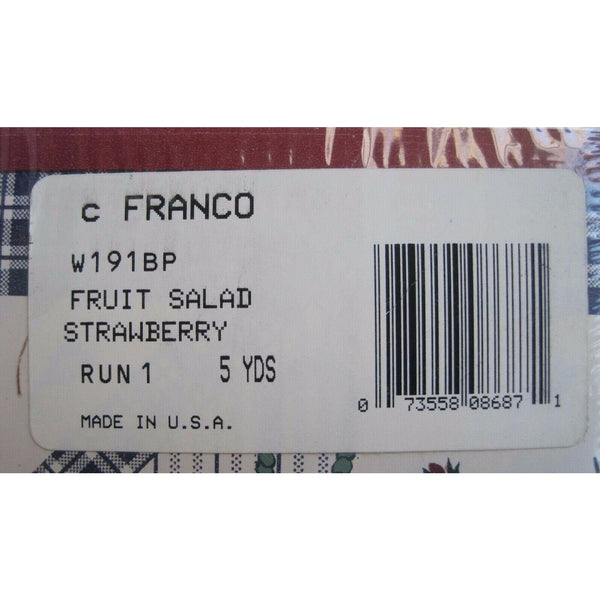 c FRANCO
W191BP
FRUIT SALAD
STRAWBERRY
RUN 1 5 YDS
MADE IN U.S.A.
0 73558 08687 1